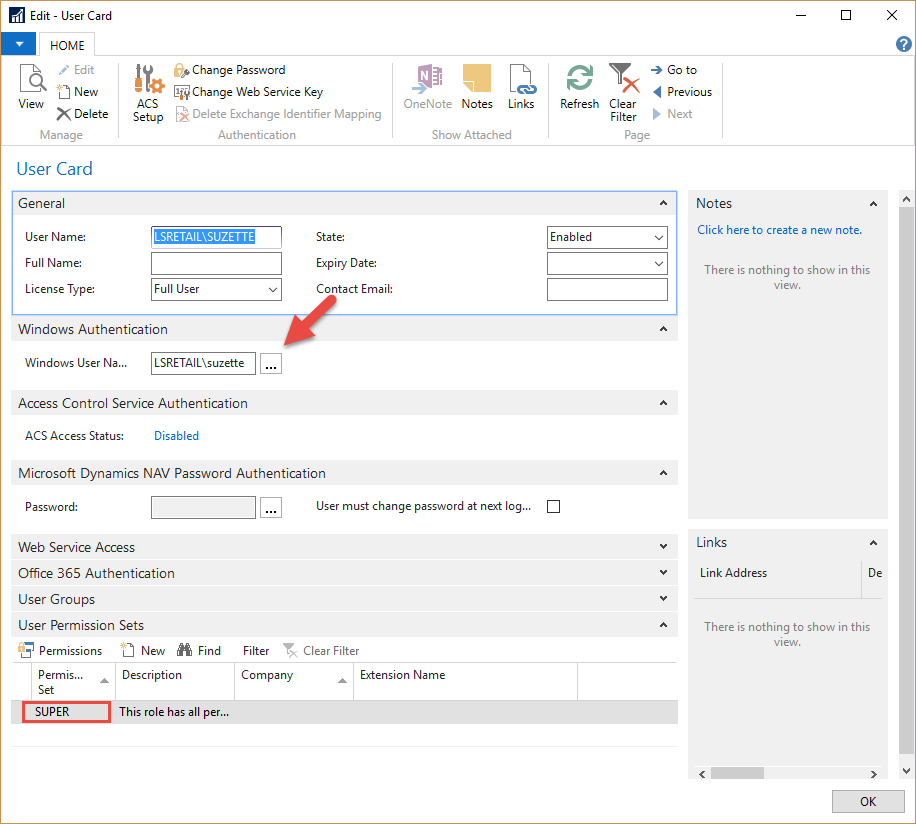 Edit - User Card
HOME
View
Edit
New
Delete
Manage
ACS
Setup
Change Password
Change Web Service Key
Delete Exchange Identifier Mapping
Authentication
OneNote
Notes
Links
Show Attached
Refresh
Clear
Filter
Go to
Previous
Next
Page
User Card
General
User Name: LSRETAIL\SUZETTE
Full Name:
License Type: Full User
State: Enabled
Expiry Date:
Contact Email:
Windows Authentication
Windows User Na... LSRETAIL\suzette ...
Access Control Service Authentication
ACS Access Status: Disabled
Microsoft Dynamics NAV Password Authentication
Password: ... User must change password at next log...
Web Service Access
Office 365 Authentication
User Groups
User Permission Sets
Permissions New Find Filter Clear Filter
Permis...
Set
Description
Company
Extension Name
SUPER This role has all per...
Notes
Click here to create a new note.
There is nothing to show in this
view.
Links
Link Address De
There is nothing to show in this
view.
OK